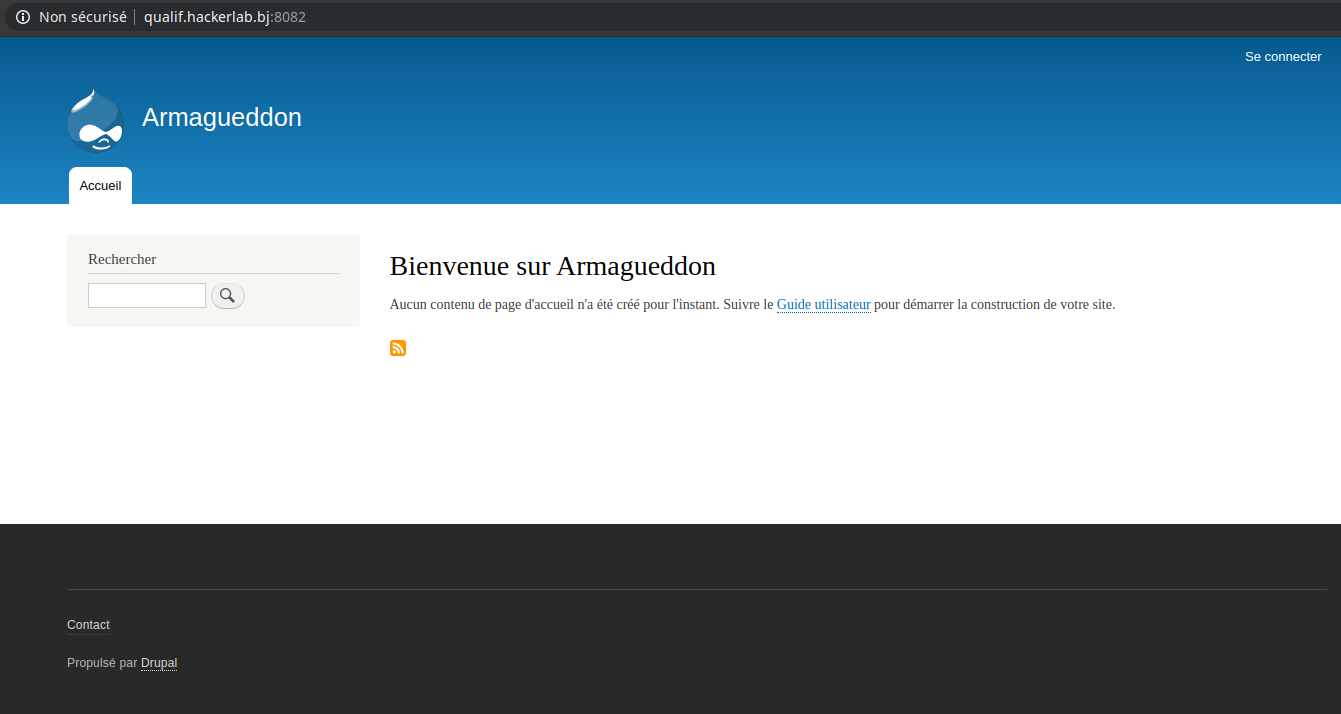 Non sécurisé qualif.hackerlab.bj:8082
Se connecter
Armagueddon
Accueil
Rechercher
Bienvenue sur Armagueddon
Aucun contenu de page d'accueil n'a été créé pour l'instant. Suivre le Guide utilisateur pour démarrer la construction de votre site.
Contact
Propulsé par Drupal